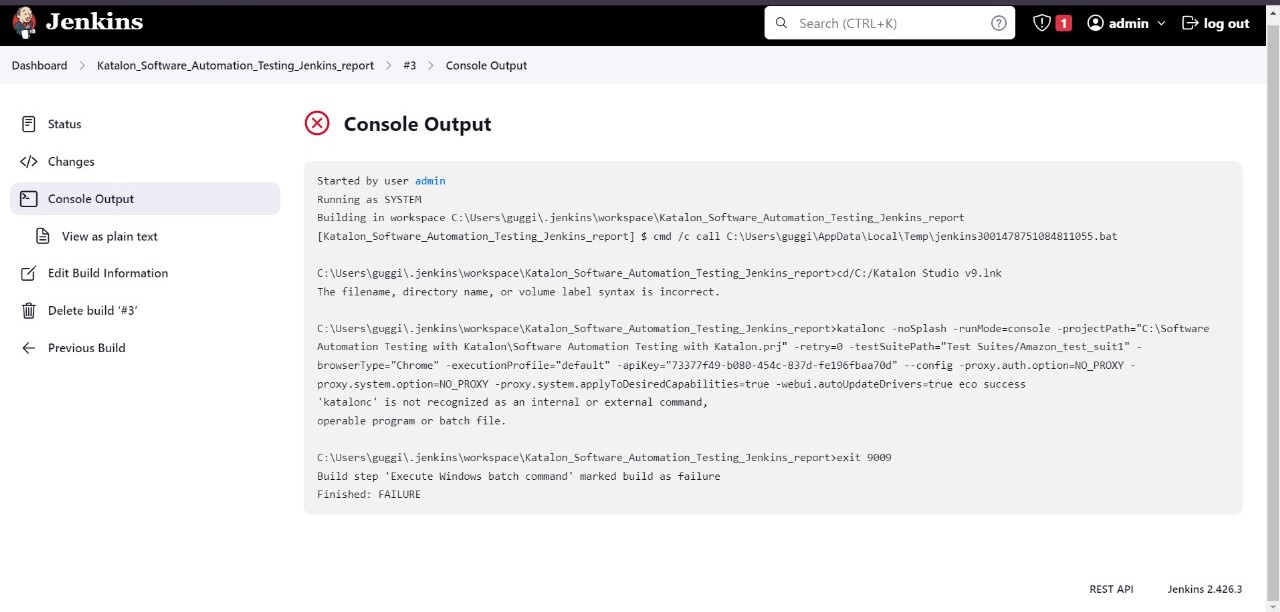 Jenkins
Search (CTRL+K)
1
admin
log out
Dashboard > Katalon_Software_Automation_Testing_Jenkins_report > #3 > Console Output
Status
Changes
Console Output
View as plain text
Edit Build Information
Delete build ‘#3’
Previous Build
Console Output
Started by user admin
Running as SYSTEM
Building in workspace C:\Users\guggi\.jenkins\workspace\Katalon_Software_Automation_Testing_Jenkins_report
[Katalon_Software_Automation_Testing_Jenkins_report] $ cmd /c call C:\Users\guggi\AppData\Local\Temp\jenkins3001478751084811055.bat
C:\Users\guggi\.jenkins\workspace\Katalon_Software_Automation_Testing_Jenkins_report>cd/C:/Katalon Studio v9.lnk
The filename, directory name, or volume label syntax is incorrect.
C:\Users\guggi\.jenkins\workspace\Katalon_Software_Automation_Testing_Jenkins_report>katalonc -noSplash -runMode=console -projectPath="C:\Software
Automation Testing with Katalon\Software Automation Testing with Katalon.prj" -retry=0 -testSuitePath="Test Suites/Amazon_test_suit1" -
browserType="Chrome" -executionProfile="default" -apiKey="73377f49-b080-454c-837d-fe196fbaa70d" --config -proxy.auth.option=NO_PROXY -
proxy.system.option=NO_PROXY -proxy.system.applyToDesiredCapabilities=true -webui.autoUpdateDrivers=true eco success
'katalonc' is not recognized as an internal or external command,
operable program or batch file.
C:\Users\guggi\.jenkins\workspace\Katalon_Software_Automation_Testing_Jenkins_report>exit 9009
Build step 'Execute Windows batch command' marked build as failure
Finished: FAILURE
REST API
Jenkins 2.426.3